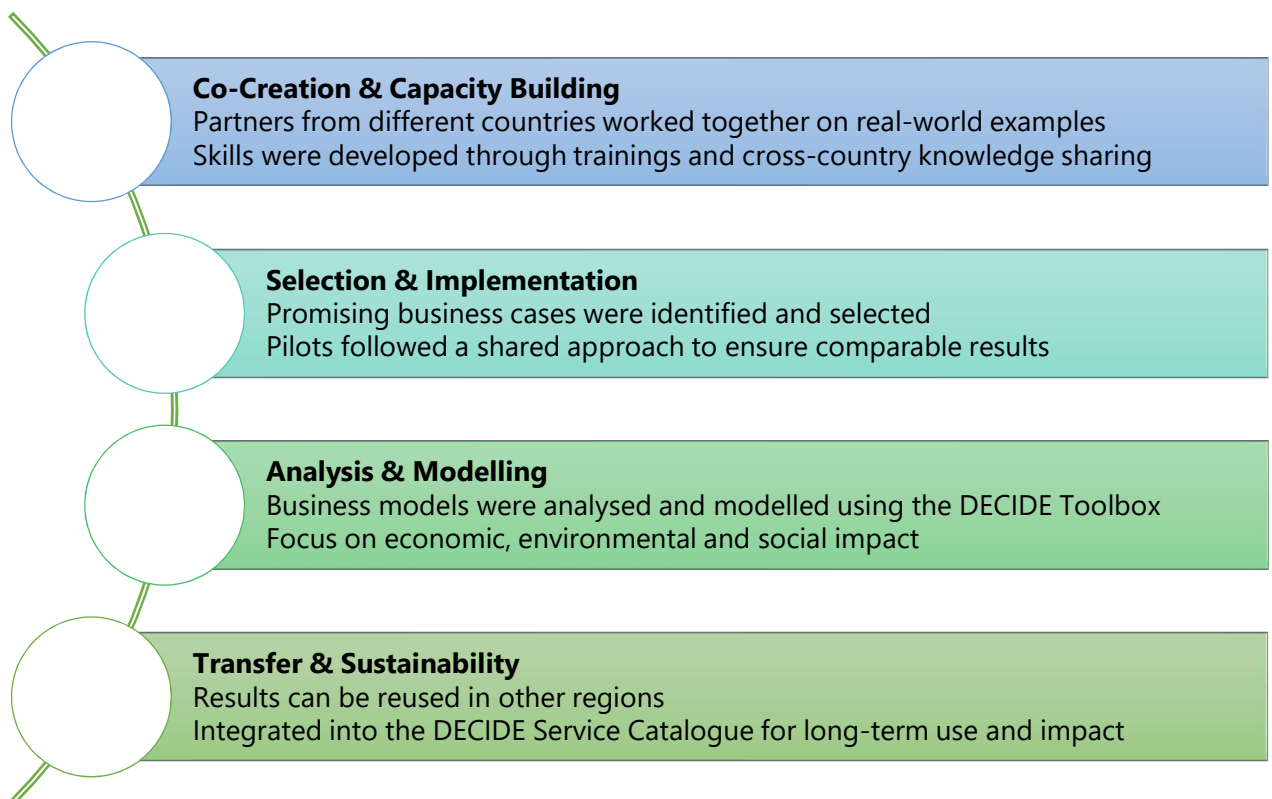 Co-Creation & Capacity Building
Partners from different countries worked together on real-world examples
Skills were developed through trainings and cross-country knowledge sharing
Selection & Implementation
Promising business cases were identified and selected
Pilots followed a shared approach to ensure comparable results
Analysis & Modelling
Business models were analysed and modelled using the DECIDE Toolbox
Focus on economic, environmental and social impact
Transfer & Sustainability
Results can be reused in other regions
Integrated into the DECIDE Service Catalogue for long-term use and impact